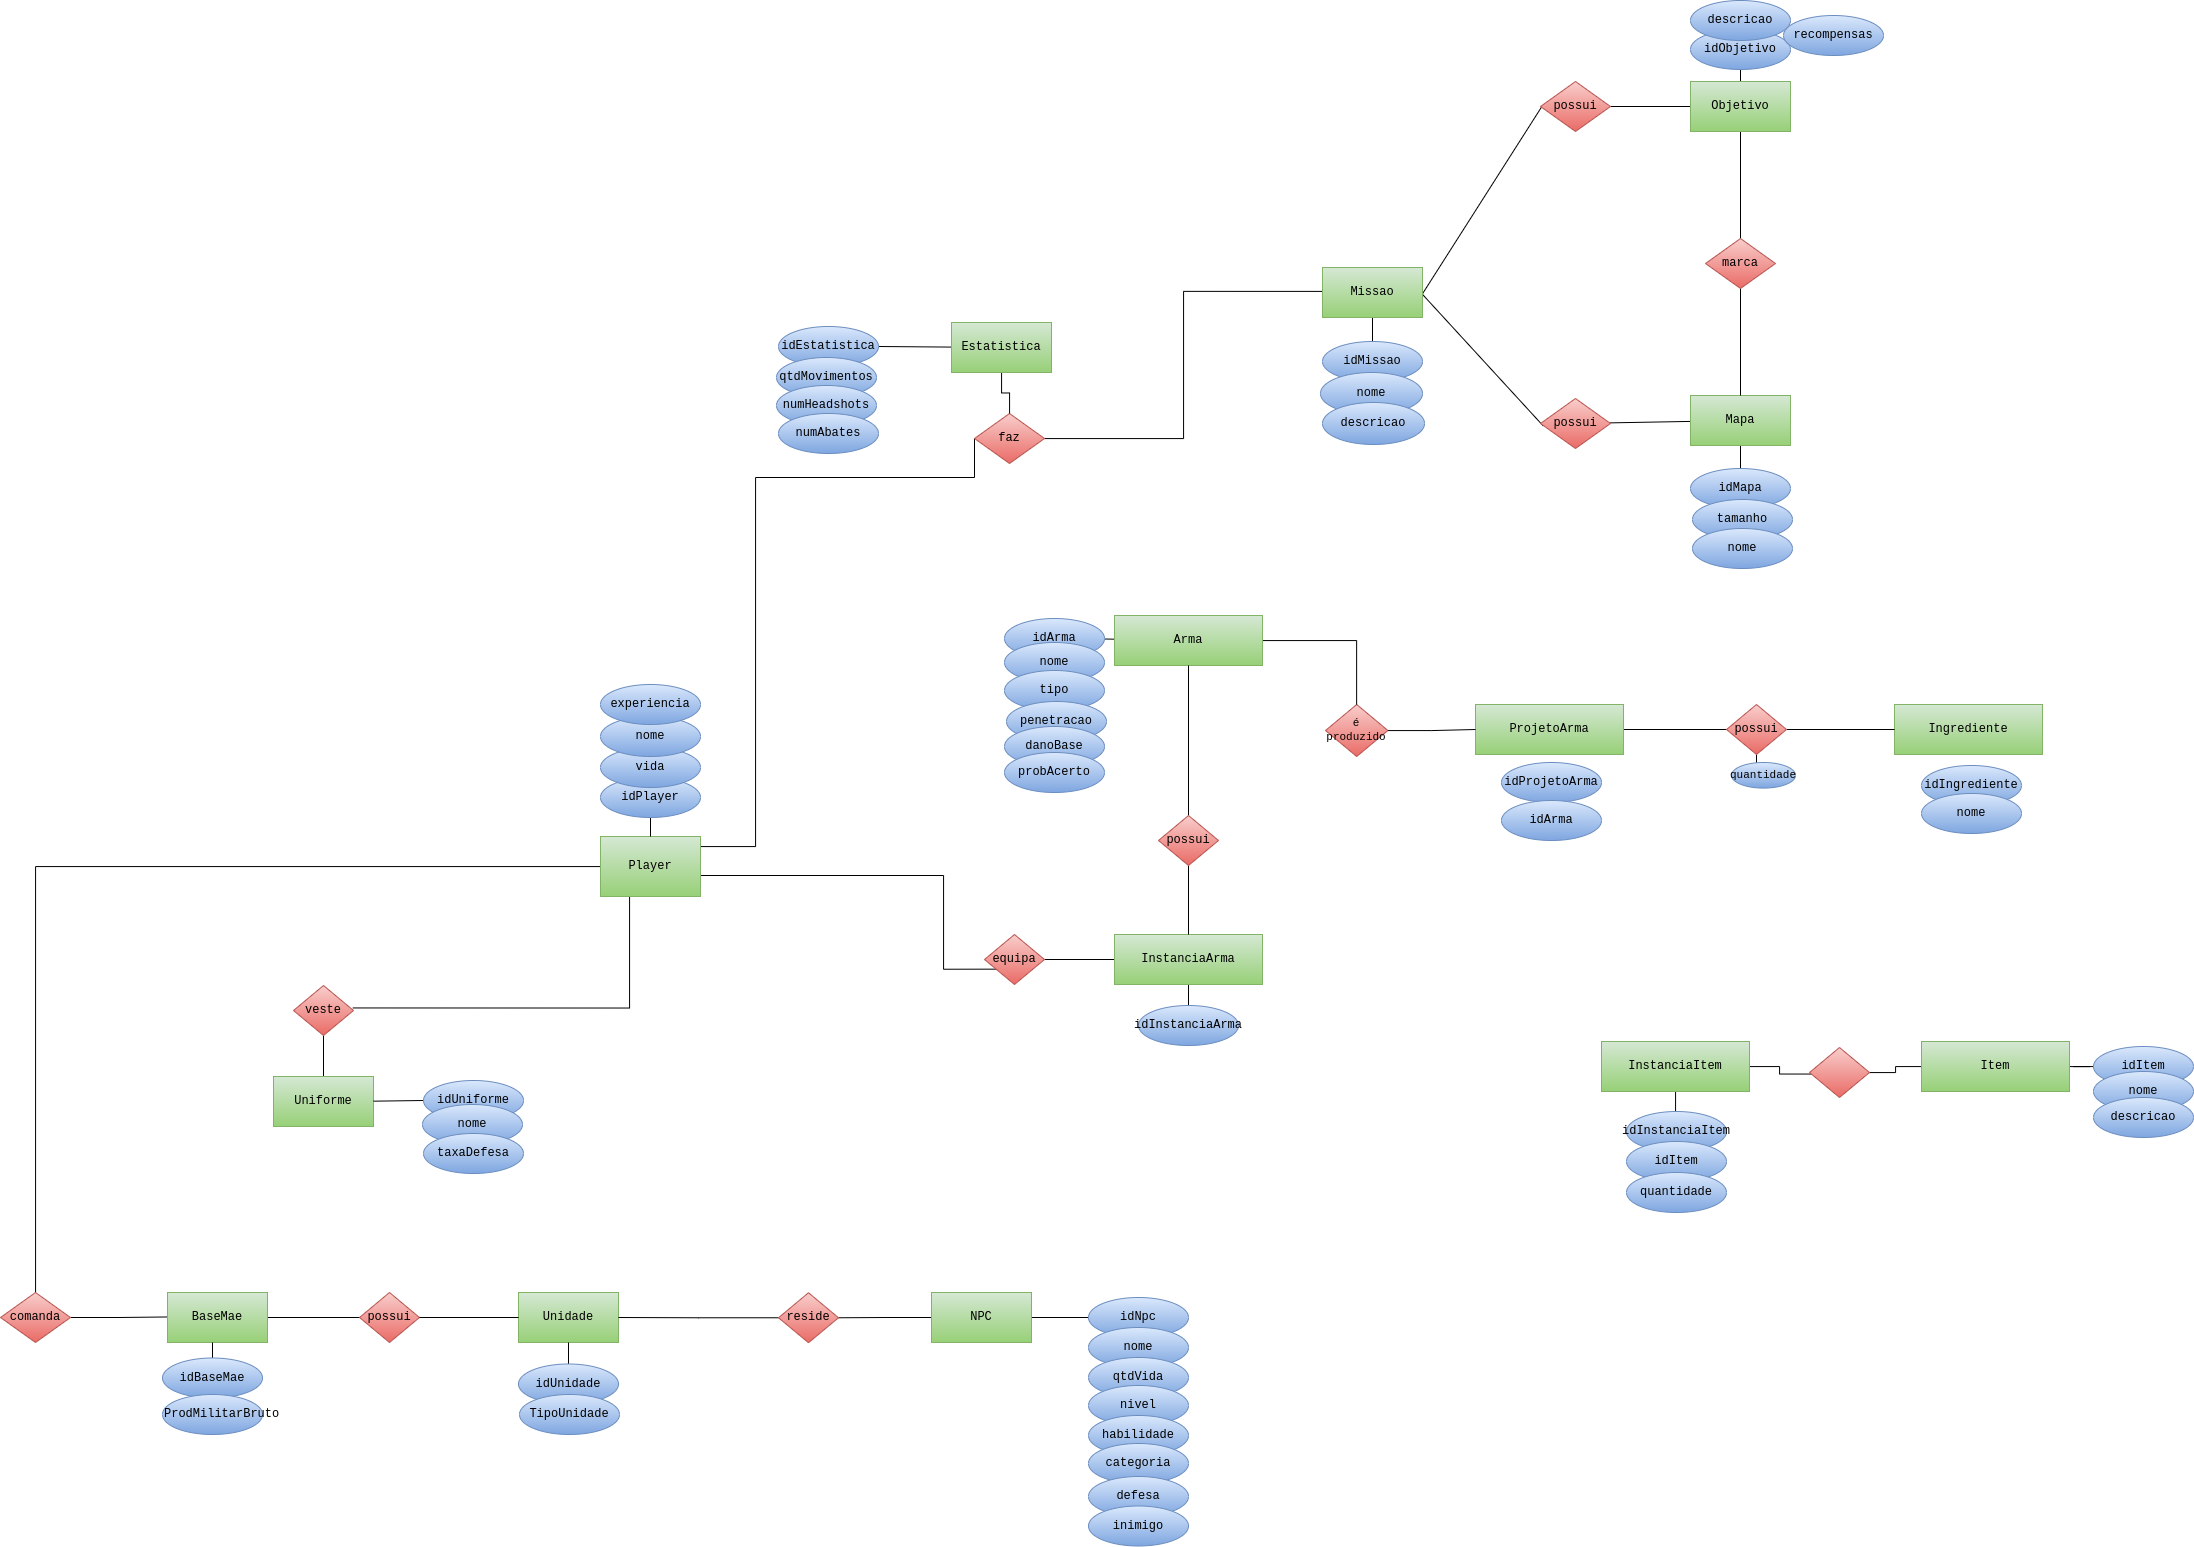 descricao
recompensas
idObjetivo
possui
Objetivo
marca
Missao
idMissao
nome
descricao
Estatistica
idEstatistica
qtdMovimentos
numHeadshots
numAbates
faz
possui
Mapa
idMapa
tamanho
nome
idArma
nome
tipo
penetracao
danoBase
probAcerto
Arma
é
produzido
ProjetoArma
idProjetoArma
idArma
possui
quantidade
Ingrediente
idIngrediente
nome
experiencia
nome
vida
idPlayer
Player
possui
equipa
InstanciaArma
idInstanciaArma
veste
Uniforme
idUniforme
nome
taxaDefesa
InstanciaItem
idInstanciaItem
idItem
quantidade
Item
idItem
nome
descricao
comanda
BaseMae
idBaseMae
ProdMilitarBruto
possui
Unidade
idUnidade
TipoUnidade
reside
NPC
idNpc
nome
qtdVida
nivel
habilidade
categoria
defesa
inimigo